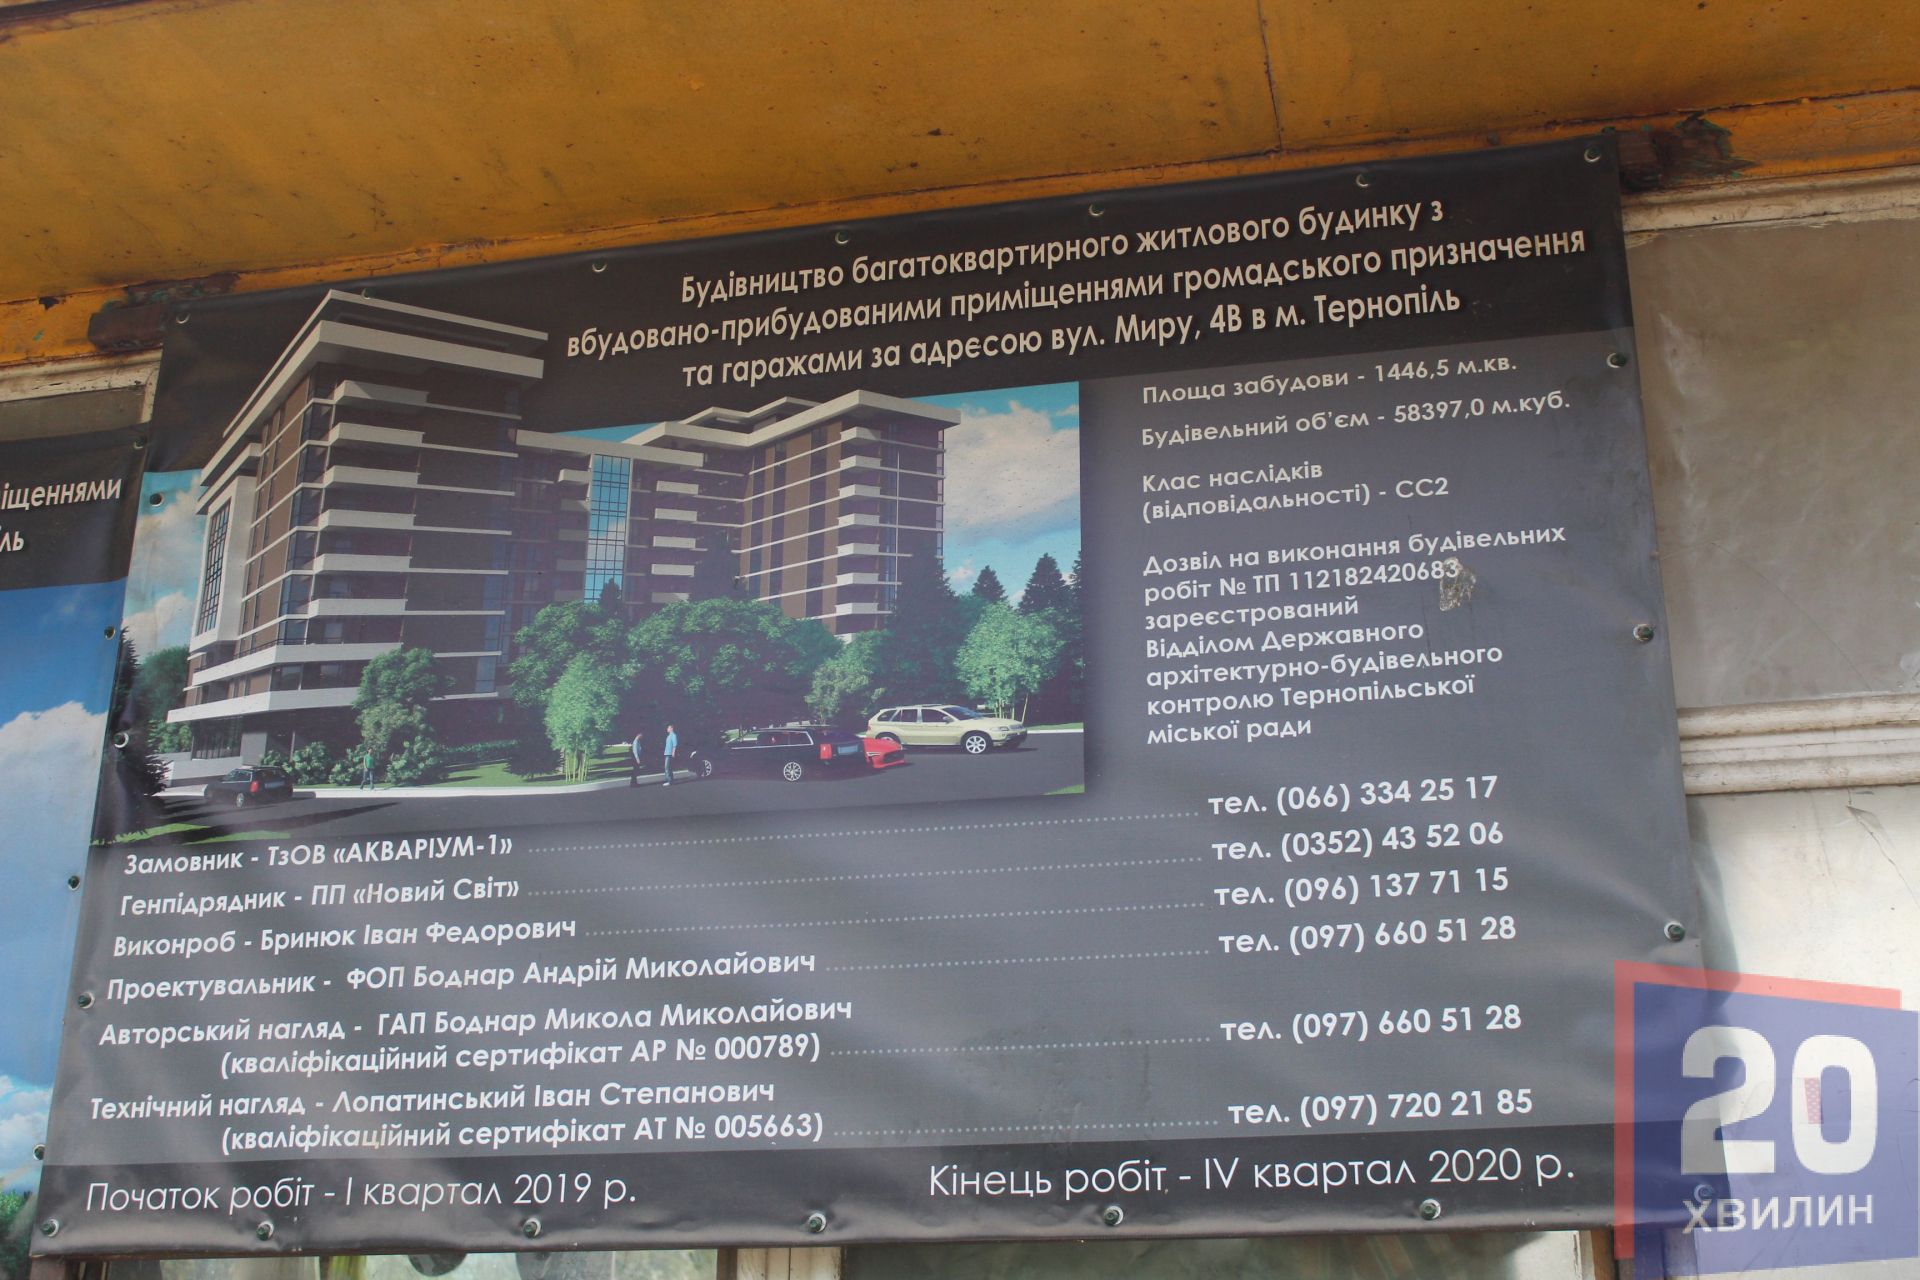 Будівництво багатоквартирного житлового будинку з
вбудовано-прибудованими приміщеннями громадського призначення
та гаражами за адресою вул. Миру, 4В в м. Тернопіль
Площа забудови - 1446,5 м.кв.
Будівельний об'єм - 58397,0 м.куб.
Клас наслідків
(відповідальності) - СС2
Дозвіл на виконання будівельних
робіт № ТП 112182420683
зареєстрований
Відділом Державного
архітектурно-будівельного
контролю Тернопільської
міської ради
Замовник - ТзОВ «АКВАРІУМ-1» тел. (066) 334 25 17
Генпідрядник - ПП «Новий Світ» тел. (0352) 43 52 06
Виконроб - Бринюк Іван Федорович тел. (096) 137 71 15
Проектувальник - ФОП Боднар Андрій Миколайович тел. (097) 660 51 28
Авторський нагляд - ГАП Боднар Микола Миколайович
(кваліфікаційний сертифікат АР № 000789) тел. (097) 660 51 28
Технічний нагляд - Лопатинський Іван Степанович
(кваліфікаційний сертифікат АТ № 005663) тел. (097) 720 21 85
Початок робіт - І квартал 2019 р. Кінець робіт - IV квартал 2020 р.
іщеннями
ль
20
ХВИЛИН